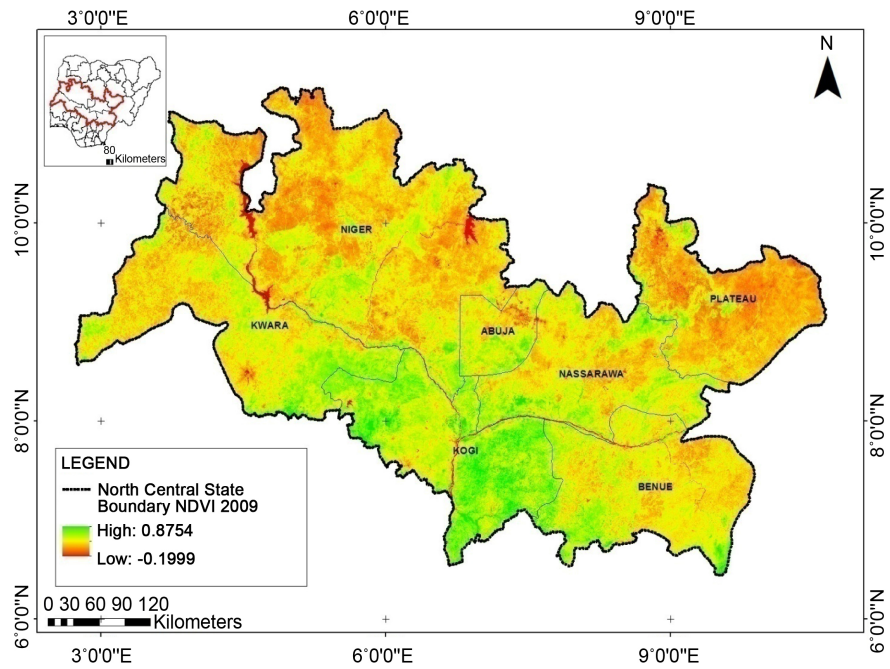 3°0'0"E 6°0'0"E 9°0'0"E
N
80
Kilometers
10°0'0"N 10°0'0"N
NIGER
PLATEAU
KWARA
ABUJA
NASSARAWA
8°0'0"N 8°0'0"N
KOGI
BENUE
LEGEND
North Central State
Boundary NDVI 2009
High: 0.8754
Low: -0.1999
0 30 60 90 120
Kilometers
6°0'0"N 6°0'0"N
3°0'0"E 6°0'0"E 9°0'0"E